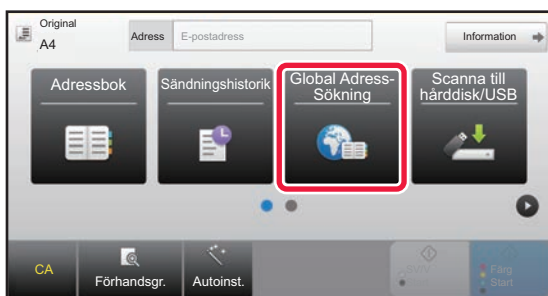 Original
A4
Adress
E-postadress
Information
Adressbok
Sändningshistorik
Global Adress-
Sökning
Scanna till
hårddisk/USB
CA
Förhandsgr.
Autoinst.
Färg
Start
Start